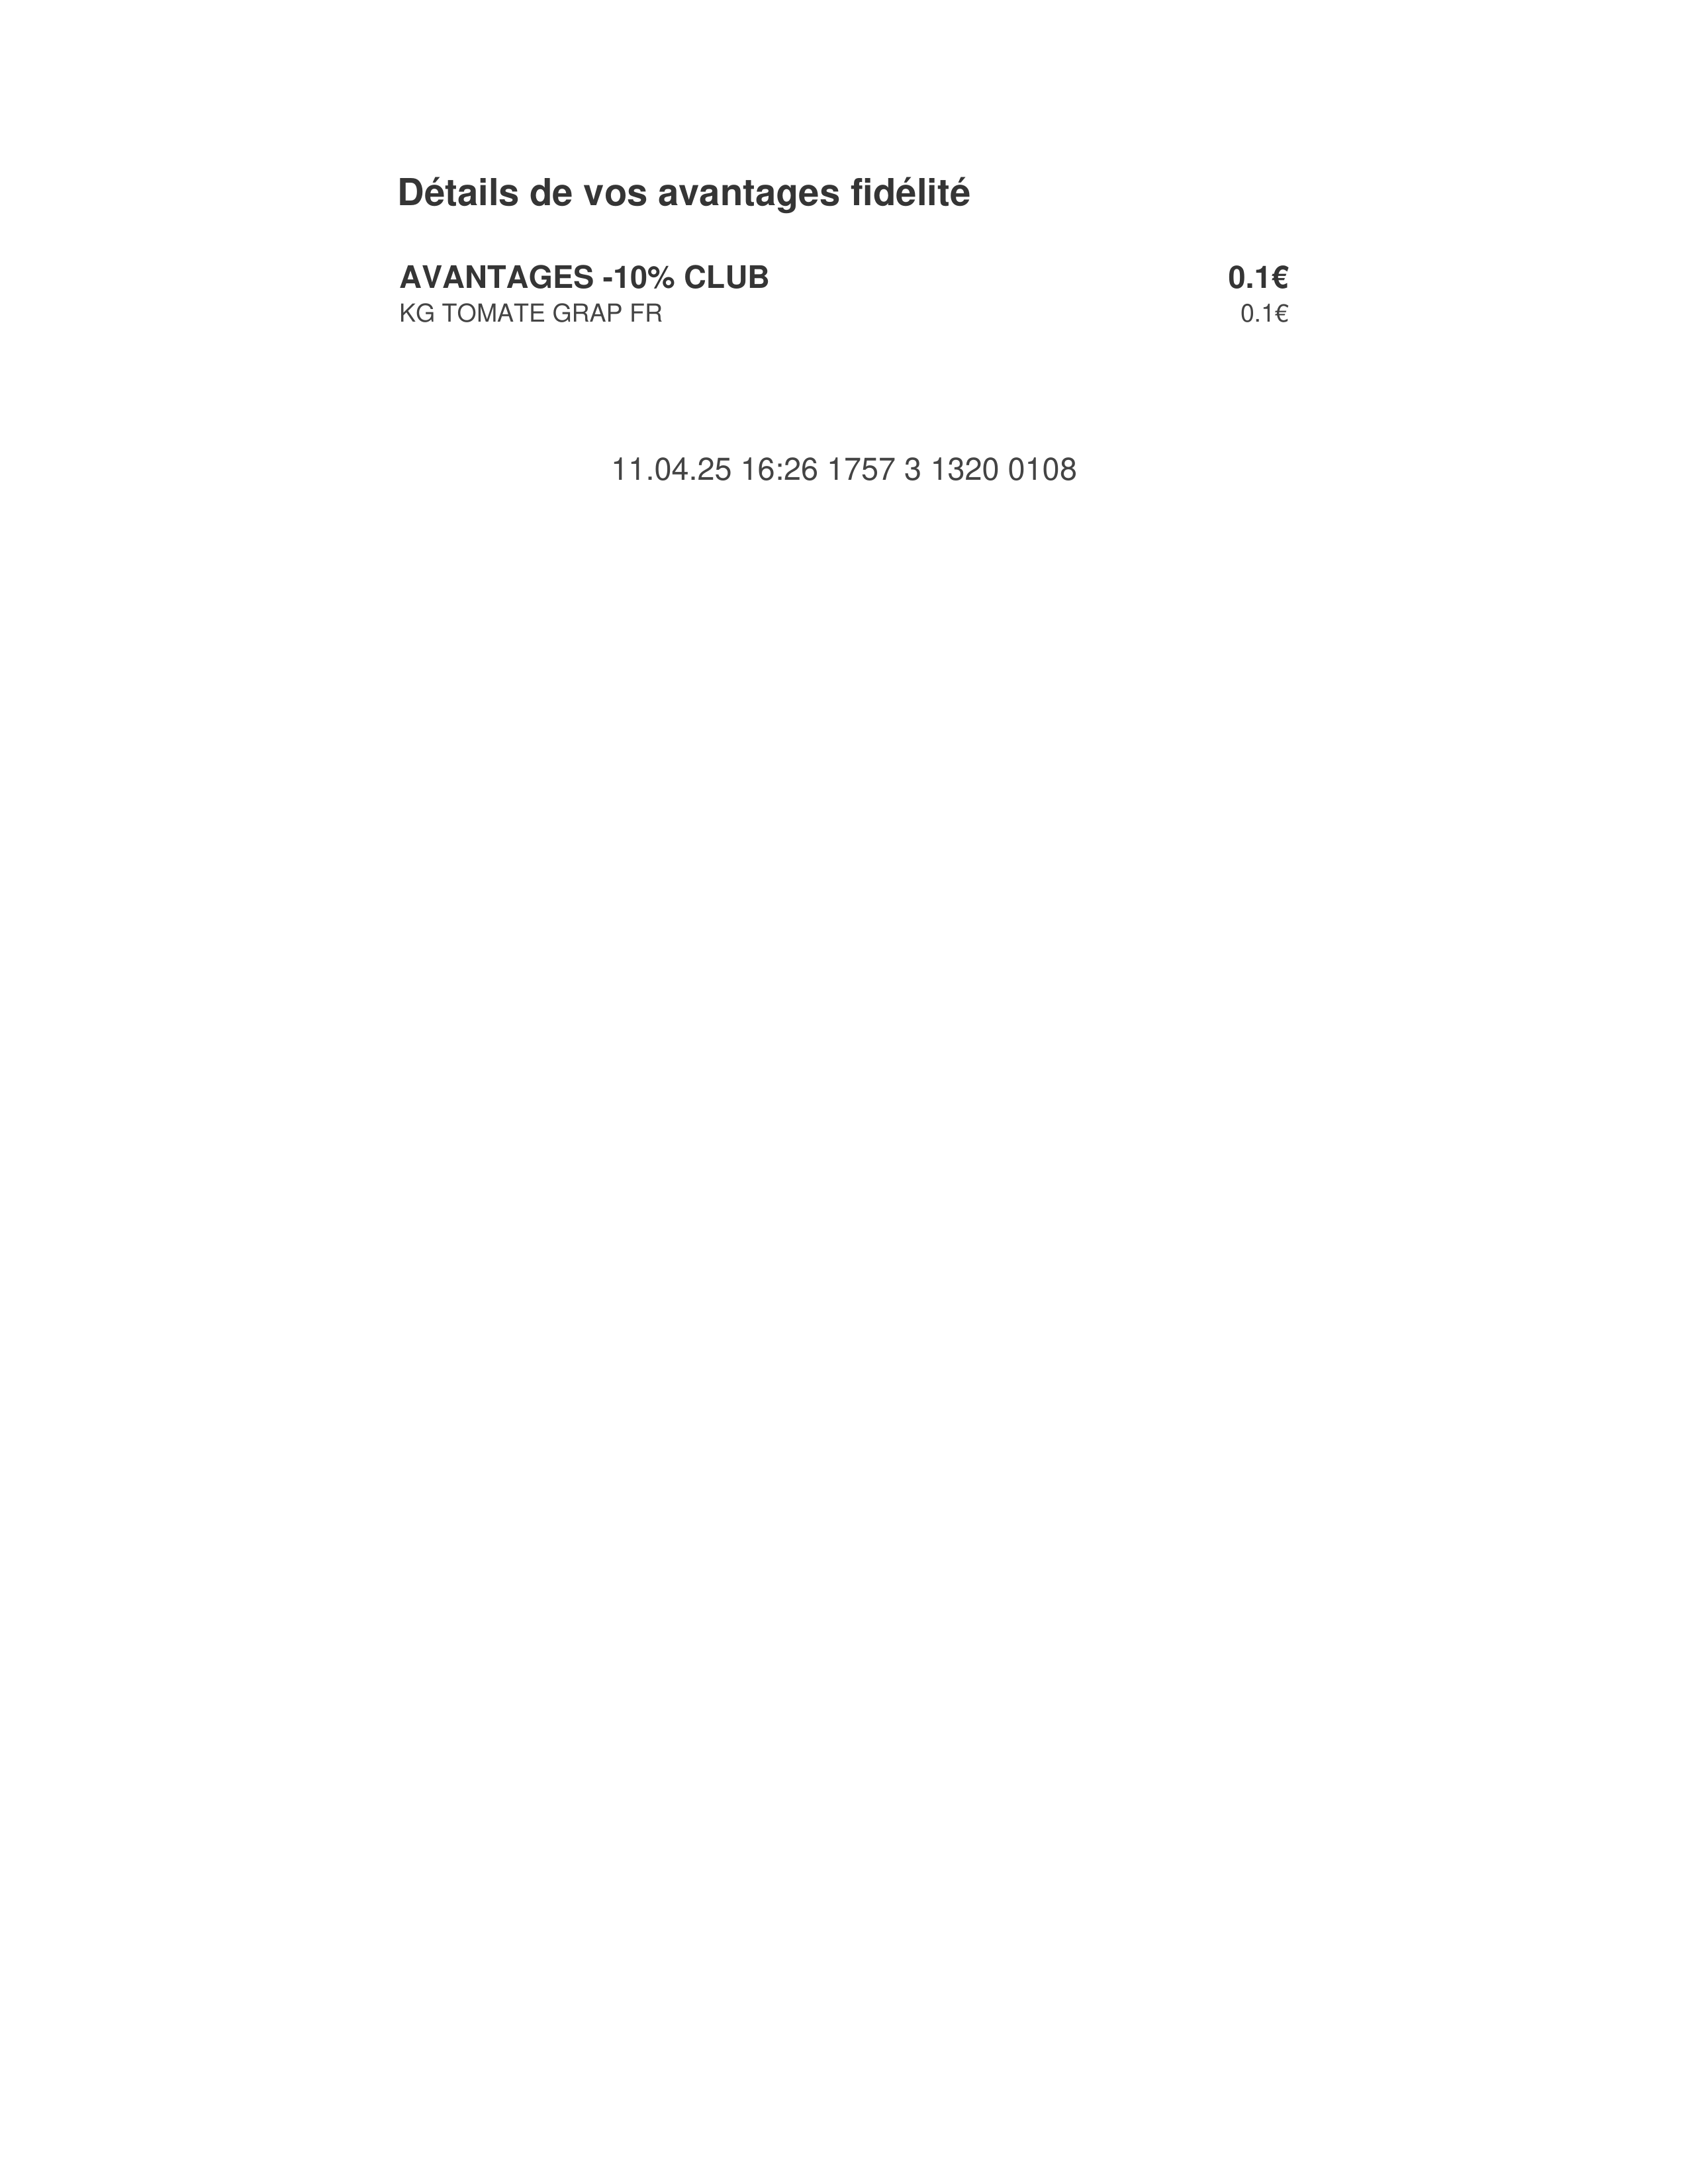 Détails de vos avantages fidélité
AVANTAGES -10% CLUB 0.1€
KG TOMATE GRAP FR 0.1€
11.04.25 16:26 1757 3 1320 0108